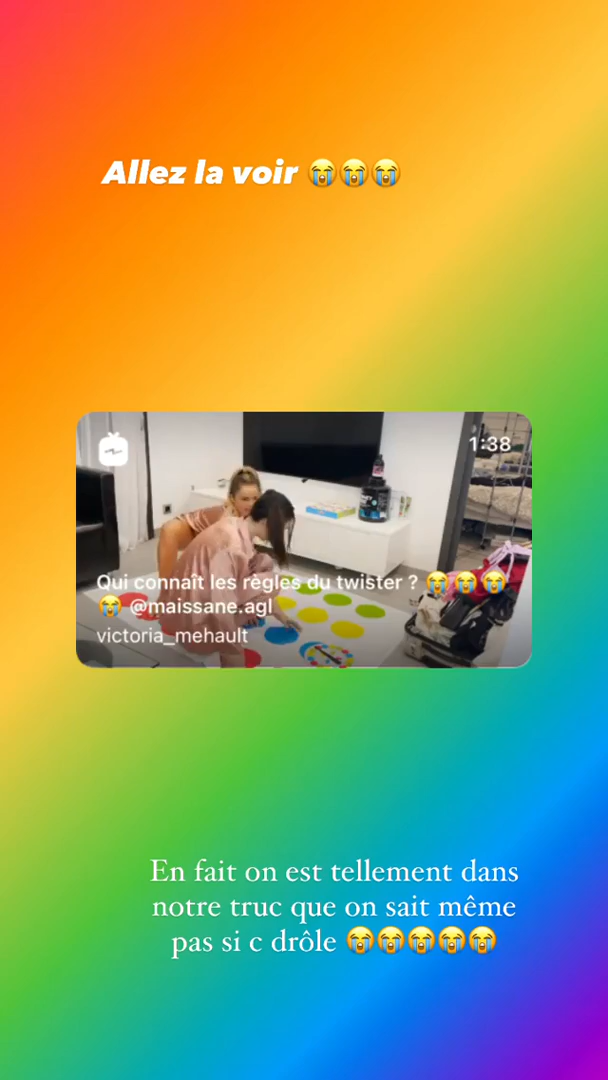 Allez la voir 😭😭😭
1:38
Qui connaît les règles du twister ? 😭😭😭
😭 @maissane.agl
victoria_mehault
En fait on est tellement dans
notre truc que on sait même
pas si c drôle 😭😭😭😭😭